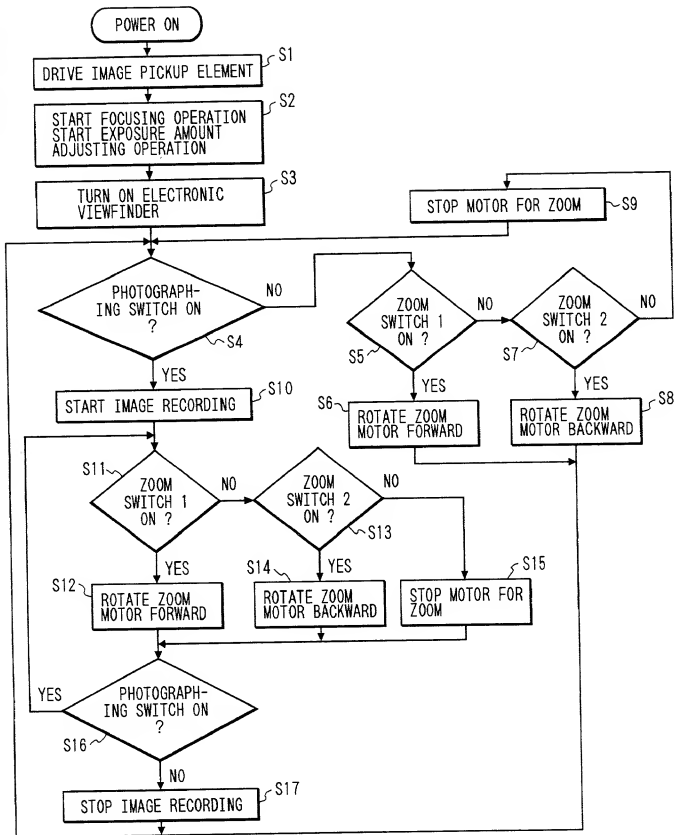 POWER ON
S1
DRIVE IMAGE PICKUP ELEMENT
S2
START FOCUSING OPERATION
START EXPOSURE AMOUNT
ADJUSTING OPERATION
S3
TURN ON ELECTRONIC
VIEWFINDER
STOP MOTOR FOR ZOOM
S9
PHOTOGRAPH-
ING SWITCH ON
?
NO
S4
YES
ZOOM
SWITCH 1
ON ?
NO
S5
YES
ZOOM
SWITCH 2
ON ?
NO
S7
YES
S6
ROTATE ZOOM
MOTOR FORWARD
S8
ROTATE ZOOM
MOTOR BACKWARD
S10
START IMAGE RECORDING
S11
ZOOM
SWITCH 1
ON ?
NO
YES
ZOOM
SWITCH 2
ON ?
NO
S13
YES
S12
ROTATE ZOOM
MOTOR FORWARD
S14
ROTATE ZOOM
MOTOR BACKWARD
S15
STOP MOTOR FOR
ZOOM
YES
PHOTOGRAPH-
ING SWITCH ON
?
S16
NO
S17
STOP IMAGE RECORDING